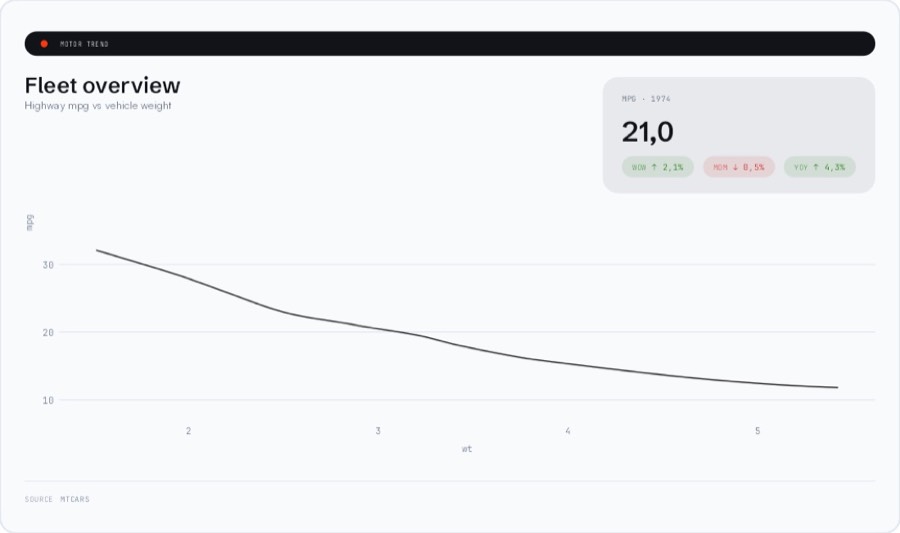 MOTOR TREND
Fleet overview
Highway mpg vs vehicle weight
MPG · 1974
21,0
WOW ↑ 2,1%
MOM ↓ 0,5%
YOY ↑ 4,3%
mpg
30
20
10
2
3
4
5
wt
SOURCE MTCARS